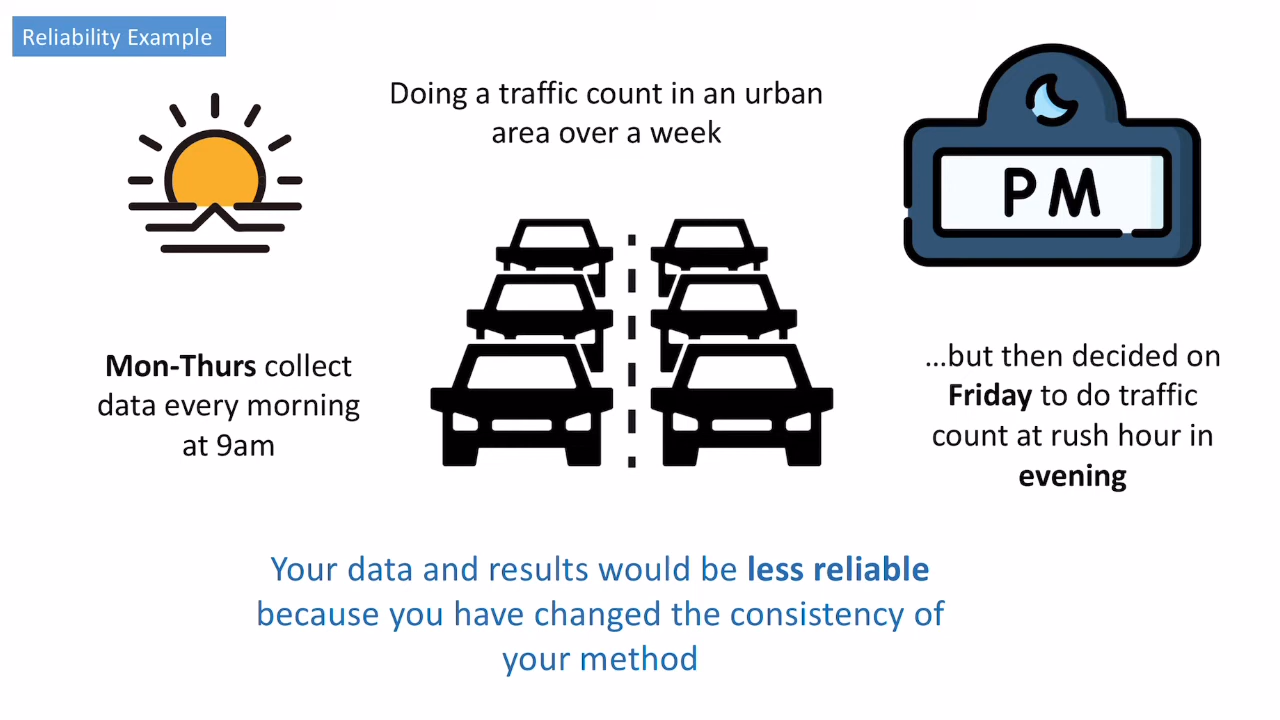 Reliability Example
Doing a traffic count in an urban
area over a week
PM
Mon-Thurs collect
data every morning
at 9am
...but then decided on
Friday to do traffic
count at rush hour in
evening
Your data and results would be less reliable
because you have changed the consistency of
your method